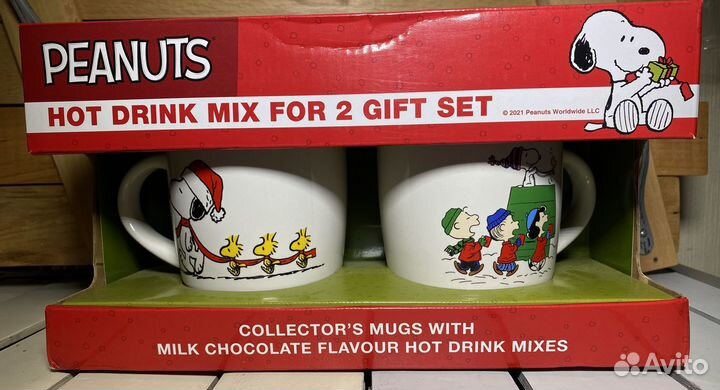 PEANUTS
HOT DRINK MIX FOR 2 GIFT SET
© 2021 Peanuts Worldwide LLC
COLLECTOR'S MUGS WITH
MILK CHOCOLATE FLAVOUR HOT DRINK MIXES
Avito